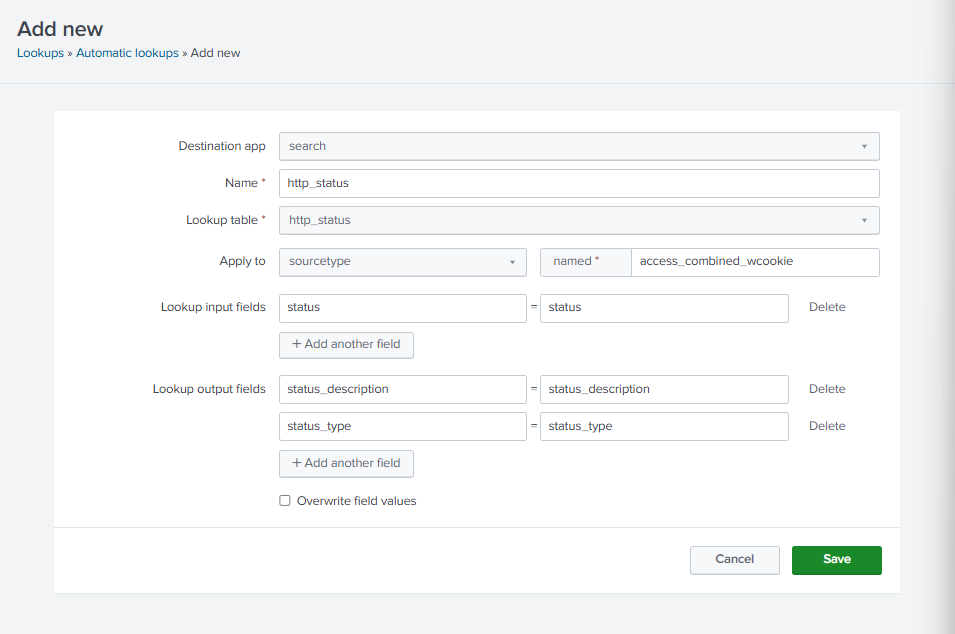 Add new
Lookups » Automatic lookups » Add new
Destination app search
Name * http_status
Lookup table * http_status
Apply to sourcetype named * access_combined_wcookie
Lookup input fields status = status Delete
+ Add another field
Lookup output fields status_description = status_description Delete
status_type = status_type Delete
+ Add another field
Overwrite field values
Cancel Save